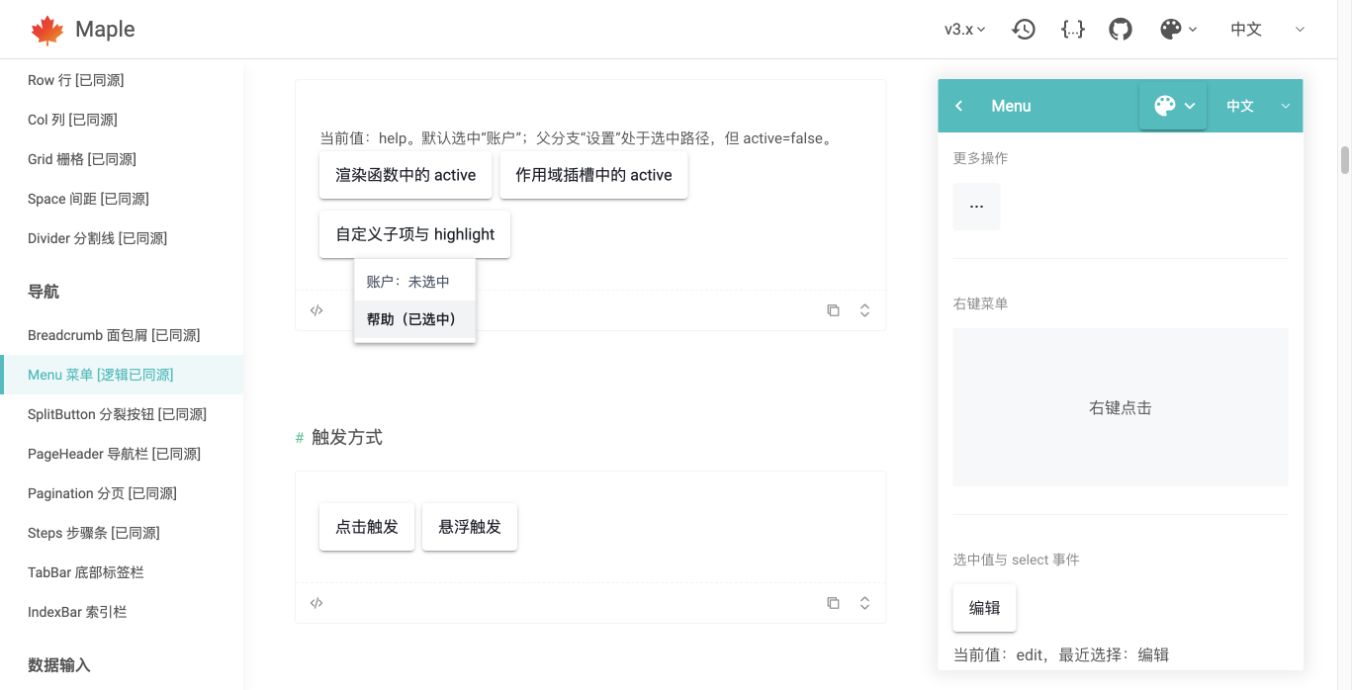 Maple
v3.x
{...}
中文
Row 行 [已同源]
Col 列 [已同源]
Grid 栅格 [已同源]
Space 间距 [已同源]
Divider 分割线 [已同源]
导航
Breadcrumb 面包屑 [已同源]
Menu 菜单 [逻辑已同源]
SplitButton 分裂按钮 [已同源]
PageHeader 导航栏 [已同源]
Pagination 分页 [已同源]
Steps 步骤条 [已同源]
TabBar 底部标签栏
IndexBar 索引栏
数据输入
当前值：help。默认选中“账户”；父分支“设置”处于选中路径，但 active=false。
渲染函数中的 active
作用域插槽中的 active
自定义子项与 highlight
账户：未选中
帮助（已选中）
# 触发方式
点击触发
悬浮触发
Menu
中文
更多操作
...
右键菜单
右键点击
选中值与 select 事件
编辑
当前值：edit，最近选择：编辑